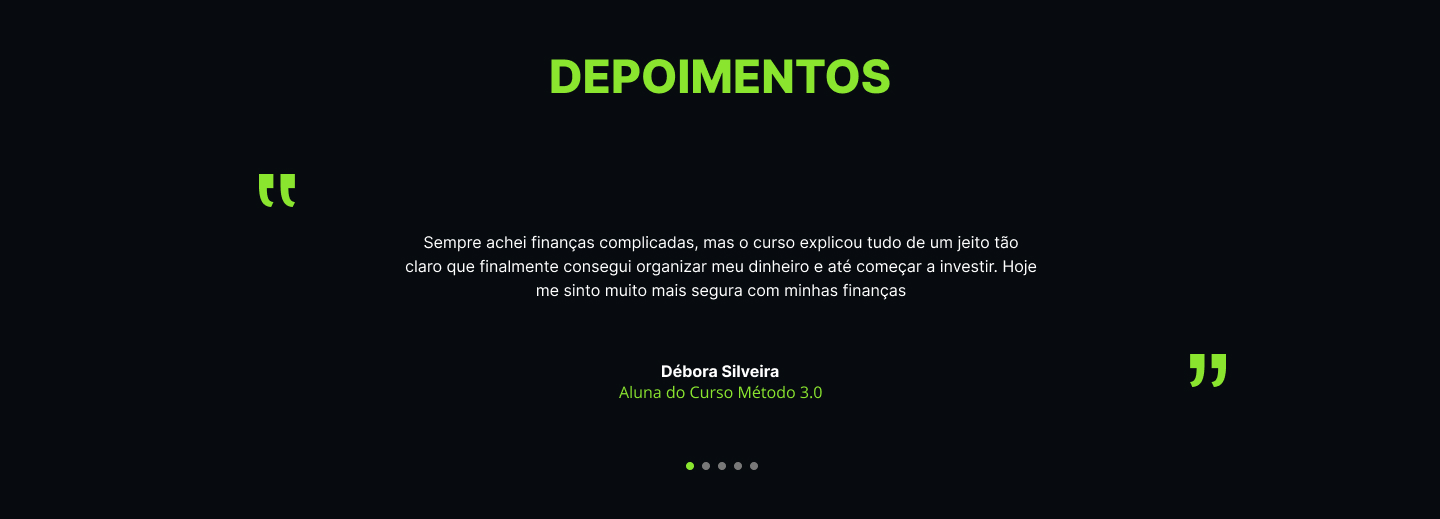 DEPOIMENTOS
"
Sempre achei finanças complicadas, mas o curso explicou tudo de um jeito tão
claro que finalmente consegui organizar meu dinheiro e até começar a investir. Hoje
me sinto muito mais segura com minhas finanças
"
Débora Silveira
Aluna do Curso Método 3.0